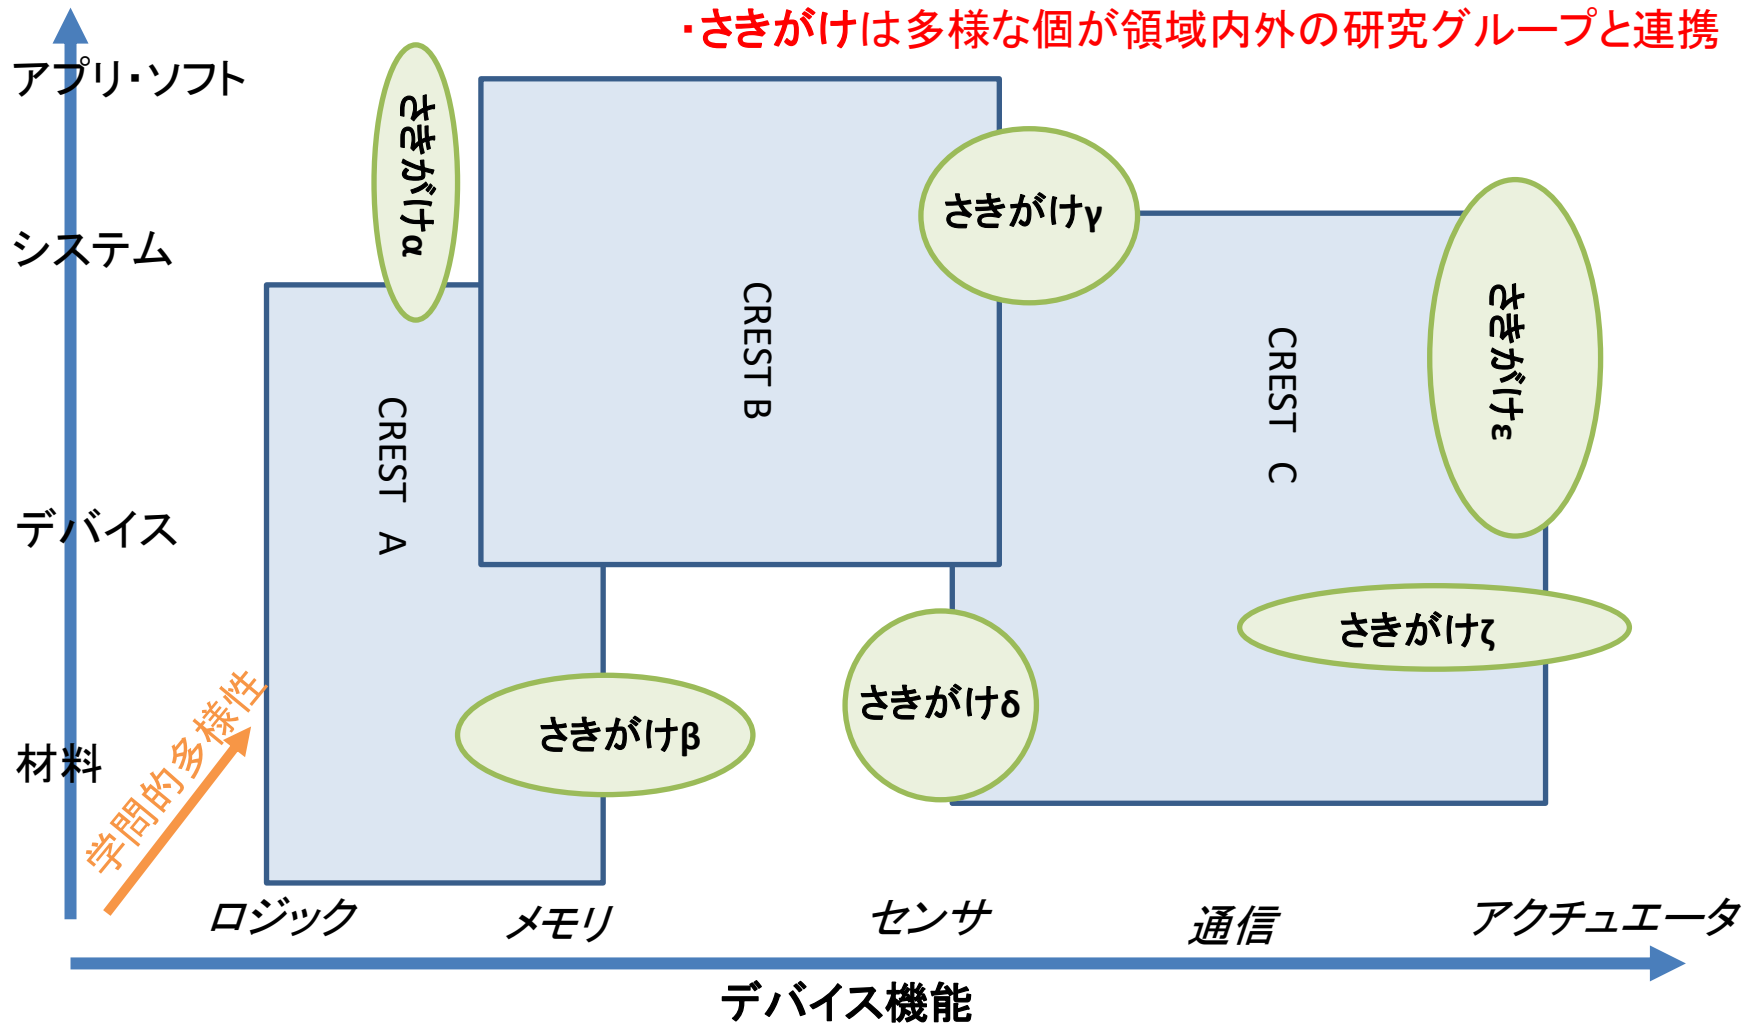 ・さきがけは多様な個が領域内外の研究グループと連携
アプリ・ソフト
システム
デバイス
材料
学問的多様性
さきがけα
CREST A
CREST B
さきがけγ
CREST C
さきがけε
さきがけζ
さきがけδ
さきがけβ
ロジック
メモリ
センサ
通信
アクチュエータ
デバイス機能